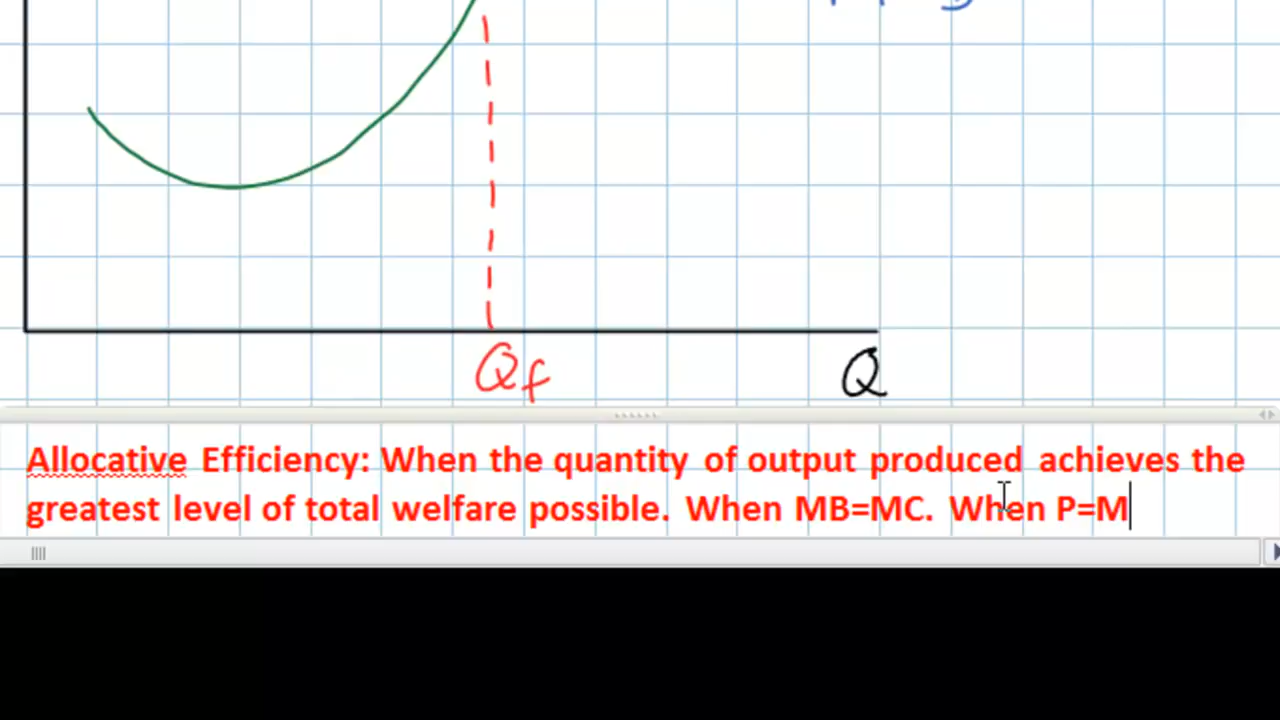 Qf
Q
Allocative Efficiency: When the quantity of output produced achieves the
greatest level of total welfare possible. When MB=MC. When P=M